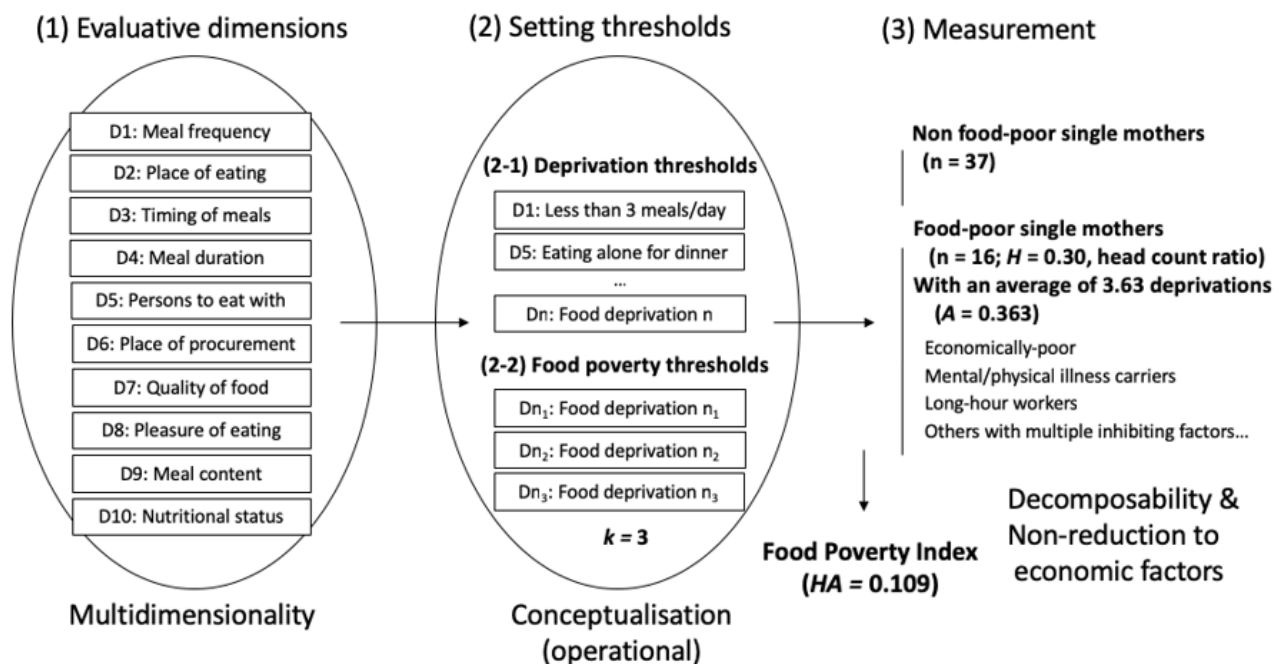 (1) Evaluative dimensions
D1: Meal frequency
D2: Place of eating
D3: Timing of meals
D4: Meal duration
D5: Persons to eat with
D6: Place of procurement
D7: Quality of food
D8: Pleasure of eating
D9: Meal content
D10: Nutritional status
Multidimensionality
(2) Setting thresholds
(2-1) Deprivation thresholds
D1: Less than 3 meals/day
D5: Eating alone for dinner
...
Dn: Food deprivation n
(2-2) Food poverty thresholds
Dn₁: Food deprivation n₁
Dn₂: Food deprivation n₂
Dn₃: Food deprivation n₃
k = 3
Conceptualisation
(operational)
(3) Measurement
Non food-poor single mothers
(n = 37)
Food-poor single mothers
(n = 16; H = 0.30, head count ratio)
With an average of 3.63 deprivations
(A = 0.363)
Economically-poor
Mental/physical illness carriers
Long-hour workers
Others with multiple inhibiting factors...
Food Poverty Index
(HA = 0.109)
Decomposability &
Non-reduction to
economic factors